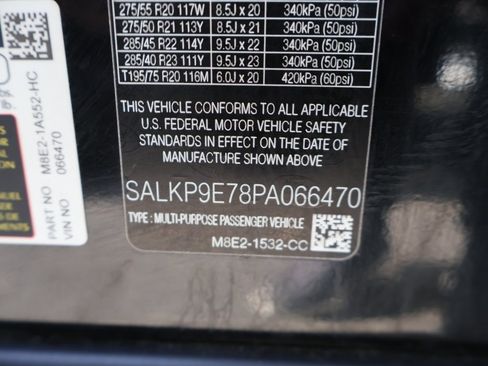 275/55 R20 117W 8.5J x 20 340kPa (50psi)
275/50 R21 113Y 8.5J x 21 340kPa (50psi)
285/45 R22 114Y 9.5J x 22 340kPa (50psi)
285/40 R23 111Y 9.5J x 23 340kPa (50psi)
T195/75 R20 116M 6.0J x 20 420kPa (60psi)
THIS VEHICLE CONFORMS TO ALL APPLICABLE
U.S. FEDERAL MOTOR VEHICLE SAFETY
STANDARDS IN EFFECT ON THE DATE OF
MANUFACTURE SHOWN ABOVE
SALKP9E78PA066470
TYPE : MULTI-PURPOSE PASSENGER VEHICLE
M8E2-1532-CC
M8E2-1A552-HC
VIN NO 066470